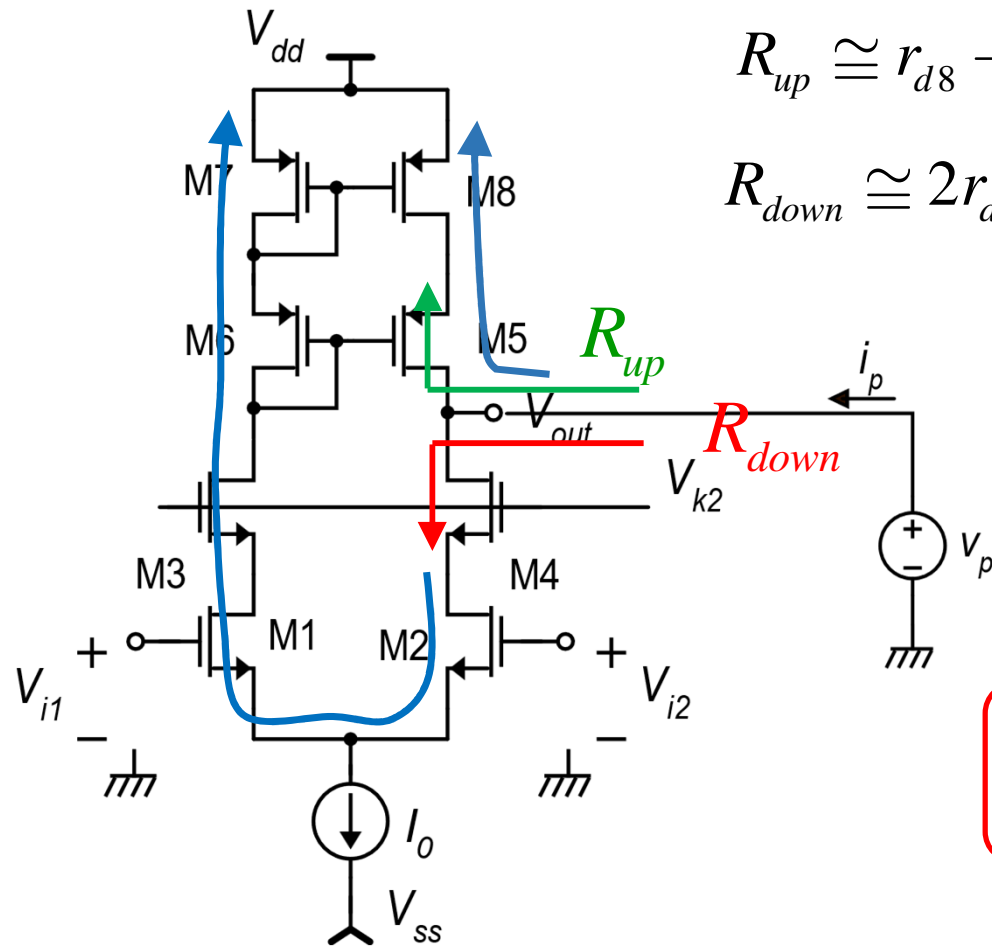 V_dd
R_up ≅ r_d8 −
M7
M8
R_down ≅ 2r_d
M6
M5
R_up
i_p
V_out
R_down
V_k2
+
−
v_p
M3
M4
M1
M2
+
V_i1
−
+
V_i2
−
I_0
V_ss